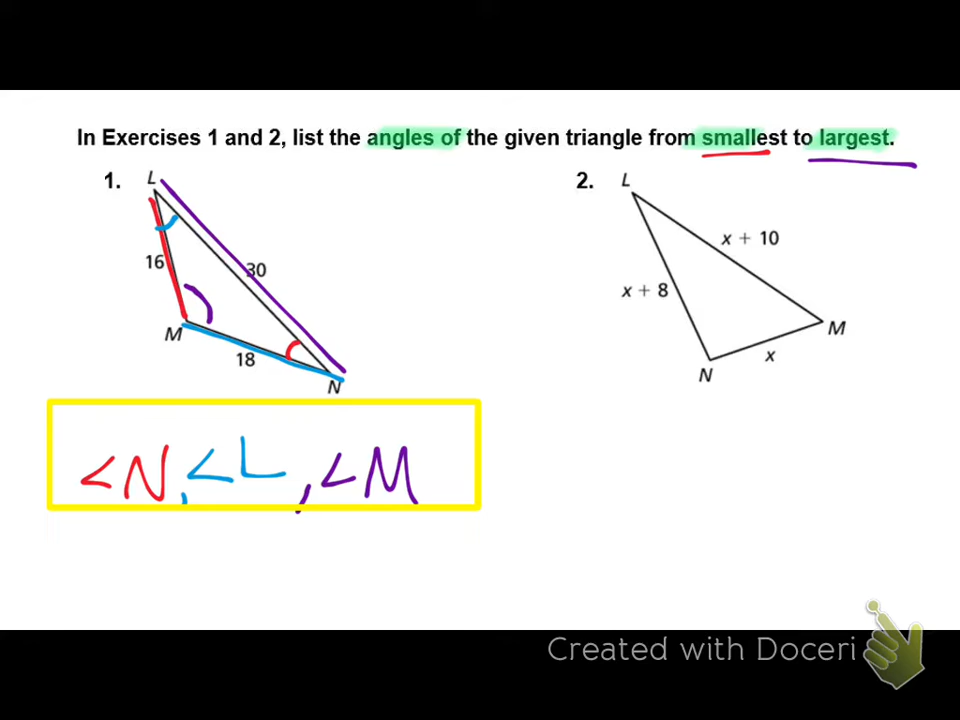 In Exercises 1 and 2, list the angles of the given triangle from smallest to largest.
1.
L
16
30
M
18
N
<N, <L, <M
2.
L
x + 10
x + 8
M
x
N
Created with Doceri